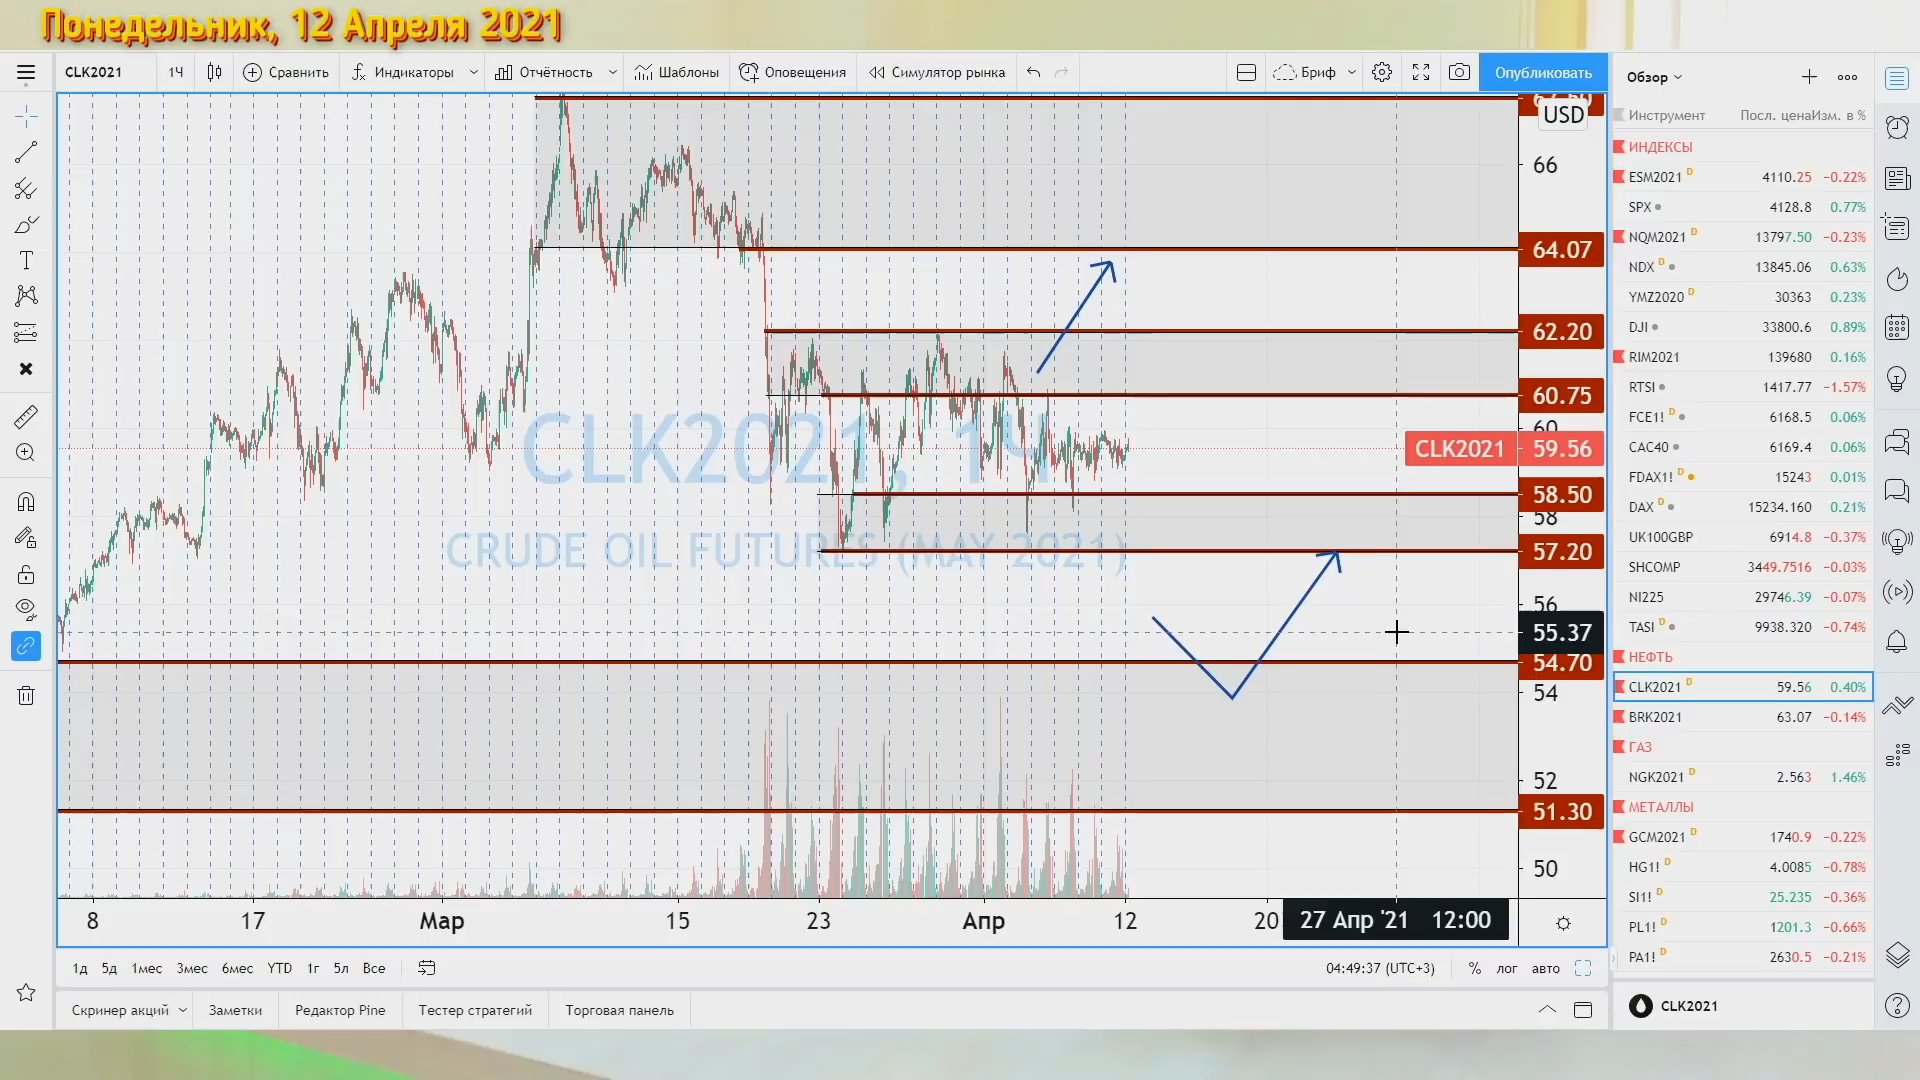 Понедельник, 12 Апреля 2021
CLK2021 1Ч Сравнить Индикаторы Отчётность Шаблоны Оповещения Симулятор рынка Бриф Опубликовать
USD
66
64.07
62.20
60.75
60
CLK2021 59.56
58.50
58
57.20
56
55.37
54.70
54
52
51.30
50
CLK2021, 1Ч
CRUDE OIL FUTURES (MAY 2021)
8 17 Мар 15 23 Апр 12 20 27 Апр '21 12:00
1д 5д 1мес 3мес 6мес YTD 1г 5л Все 04:49:37 (UTC+3) % лог авто
Скринер акций Заметки Редактор Pine Тестер стратегий Торговая панель
Обзор
Инструмент Посл. цена Изм. в %
ИНДЕКСЫ
ESM2021 D 4110.25 −0.22%
SPX 4128.8 0.77%
NQM2021 D 13797.50 −0.23%
NDX D 13845.06 0.63%
YMZ2020 D 30363 0.23%
DJI 33800.6 0.89%
RIM2021 139680 0.16%
RTSI 1417.77 −1.57%
FCE1! D 6168.5 0.06%
CAC40 6169.4 0.06%
FDAX1! D 15243 0.01%
DAX D 15234.160 0.21%
UK100GBP 6914.8 −0.37%
SHCOMP 3449.7516 −0.03%
NI225 29746.39 −0.07%
TASI D 9938.320 −0.74%
НЕФТЬ
CLK2021 D 59.56 0.40%
BRK2021 63.07 −0.14%
ГАЗ
NGK2021 D 2.563 1.46%
МЕТАЛЛЫ
GCM2021 D 1740.9 −0.22%
HG1! D 4.0085 −0.78%
SI1! D 25.235 −0.36%
PL1! D 1201.3 −0.66%
PA1! D 2630.5 −0.21%
CLK2021